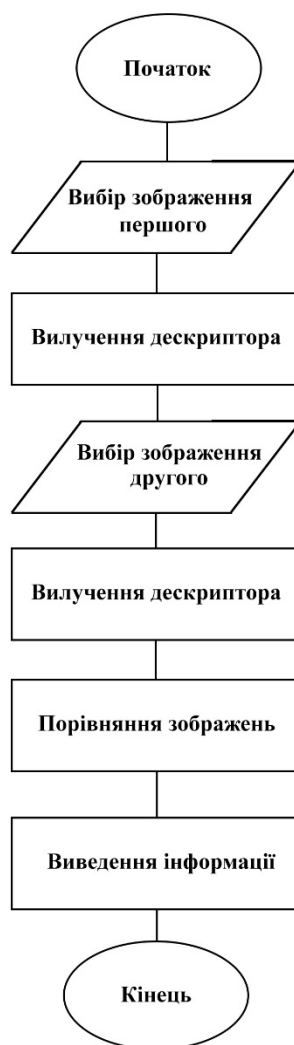 Початок
Вибір зображення
першого
Вилучення дескриптора
Вибір зображення
другого
Вилучення дескриптора
Порівняння зображень
Виведення інформації
Кінець